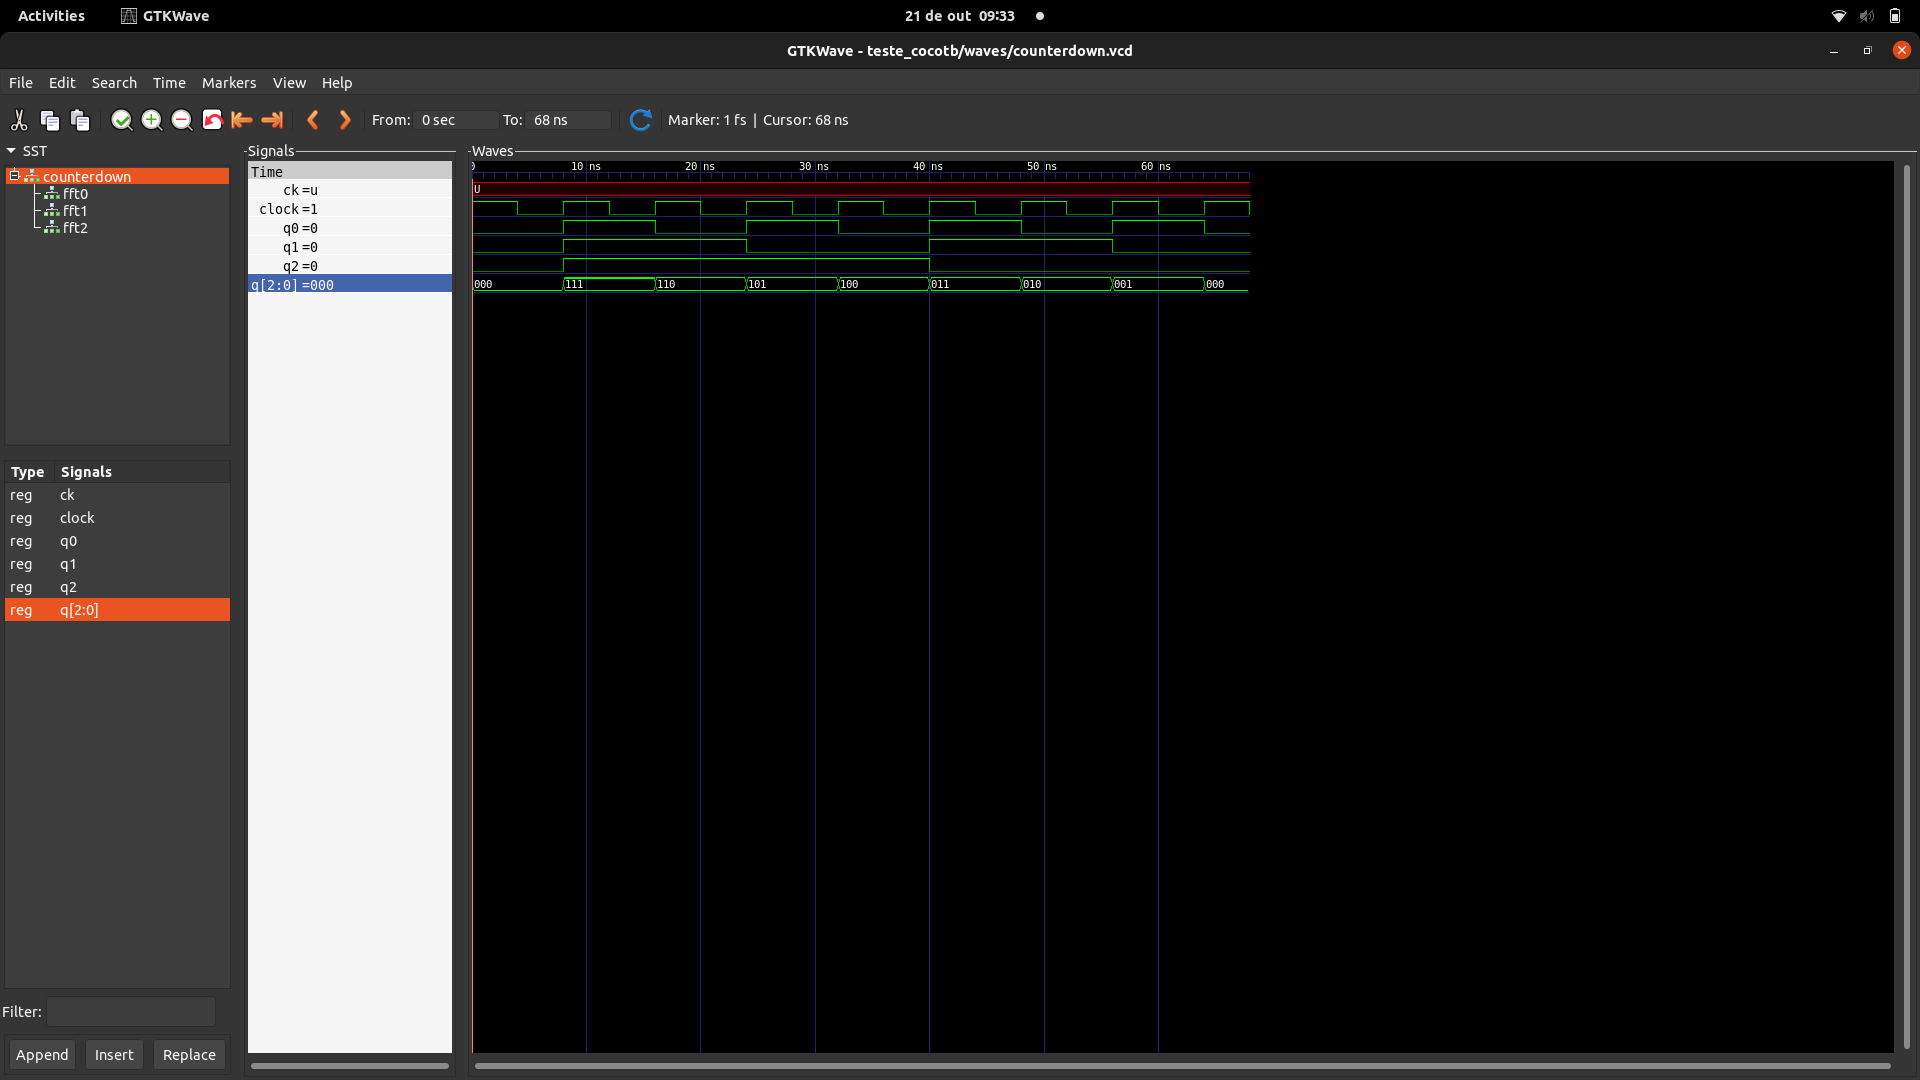 Activities GTKWave 21 de out 09:33
GTKWave - teste_cocotb/waves/counterdown.vcd
File Edit Search Time Markers View Help
From: 0 sec To: 68 ns Marker: 1 fs | Cursor: 68 ns
SST
counterdown
fft0
fft1
fft2
Type Signals
reg ck
reg clock
reg q0
reg q1
reg q2
reg q[2:0]
Filter:
Append Insert Replace
Signals
Time
ck =u
clock =1
q0 =0
q1 =0
q2 =0
q[2:0] =000
Waves
0 10 ns 20 ns 30 ns 40 ns 50 ns 60 ns
U
000 111 110 101 100 011 010 001 000